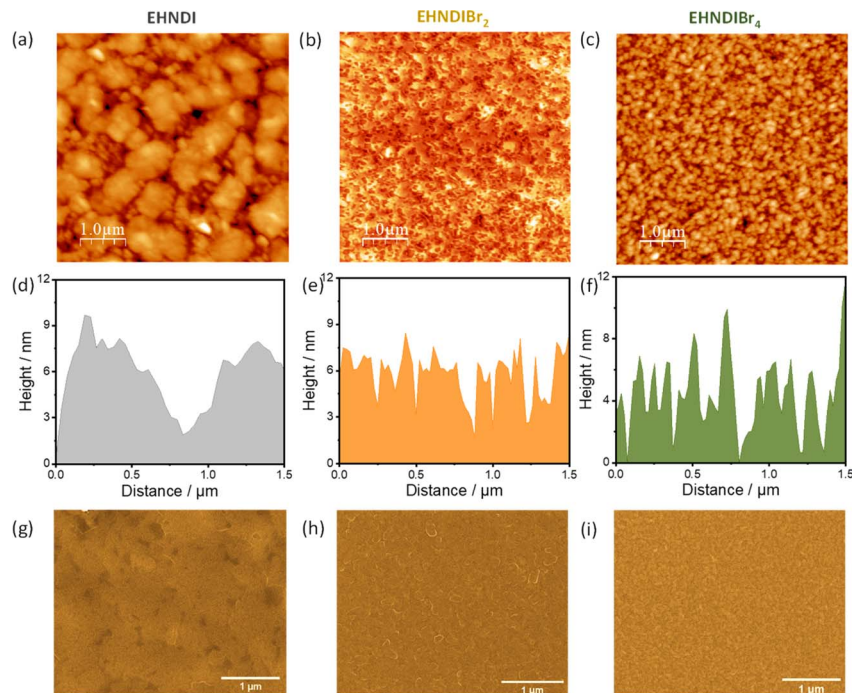 EHNDI
EHNDIBr₂
EHNDIBr₄
(a)
(b)
(c)
1.0µm
1.0µm
1.0µm
(d)
(e)
(f)
12
9
6
3
0
Height / nm
0.0
0.5
1.0
1.5
Distance / µm
12
9
6
3
0
Height / nm
0.0
0.5
1.0
1.5
Distance / µm
12
8
4
0
Height / nm
0.0
0.5
1.0
1.5
Distance / µm
(g)
(h)
(i)
1 µm
1 µm
1 µm